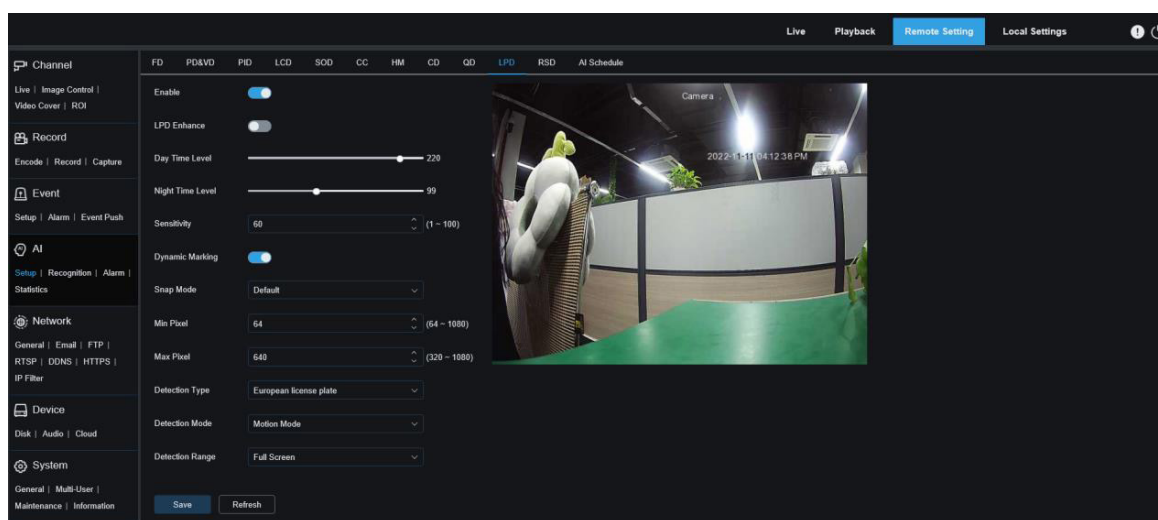 Live Playback Remote Setting Local Settings
Channel
Live | Image Control |
Video Cover | ROI
Record
Encode | Record | Capture
Event
Setup | Alarm | Event Push
AI
Setup | Recognition | Alarm |
Statistics
Network
General | Email | FTP |
RTSP | DDNS | HTTPS |
IP Filter
Device
Disk | Audio | Cloud
System
General | Multi-User |
Maintenance | Information
FD PD&VD PID LCD SOD CC HM CD QD LPD RSD AI Schedule
Enable
LPD Enhance
Day Time Level 220
Night Time Level 99
Sensitivity 60 (1 ~ 100)
Dynamic Marking
Snap Mode Default
Min Pixel 64 (64 ~ 1080)
Max Pixel 640 (320 ~ 1080)
Detection Type European license plate
Detection Mode Motion Mode
Detection Range Full Screen
Save Refresh
Camera
2022-11-11 04:12:38 PM